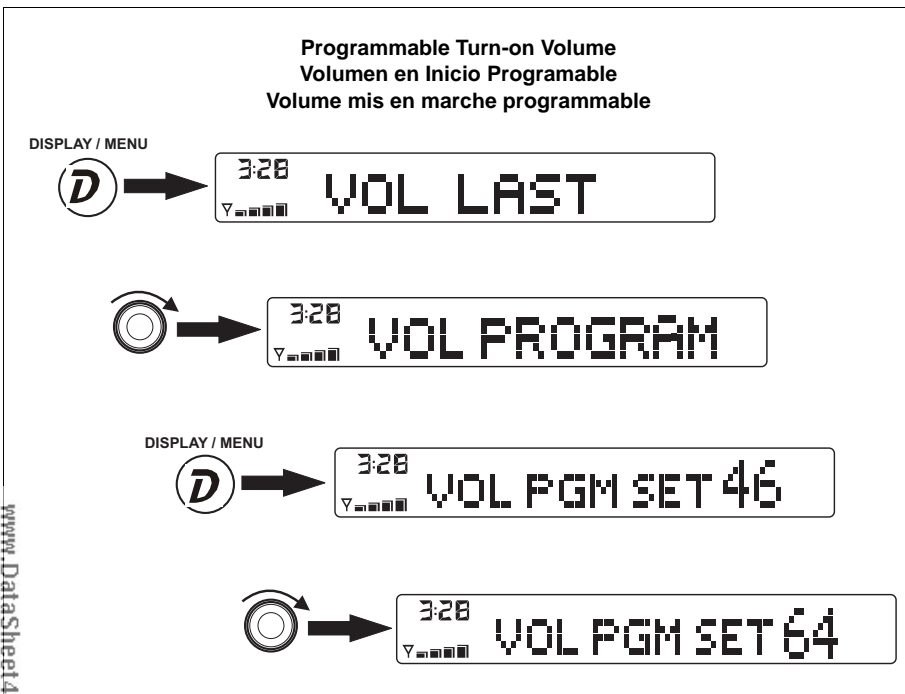 Programmable Turn-on Volume
Volumen en Inicio Programable
Volume mis en marche programmable
DISPLAY / MENU
D
3:28
VOL LAST
3:28
VOL PROGRAM
DISPLAY / MENU
D
3:28
VOL PGM SET 46
3:28
VOL PGM SET 64
www.DataSheet4